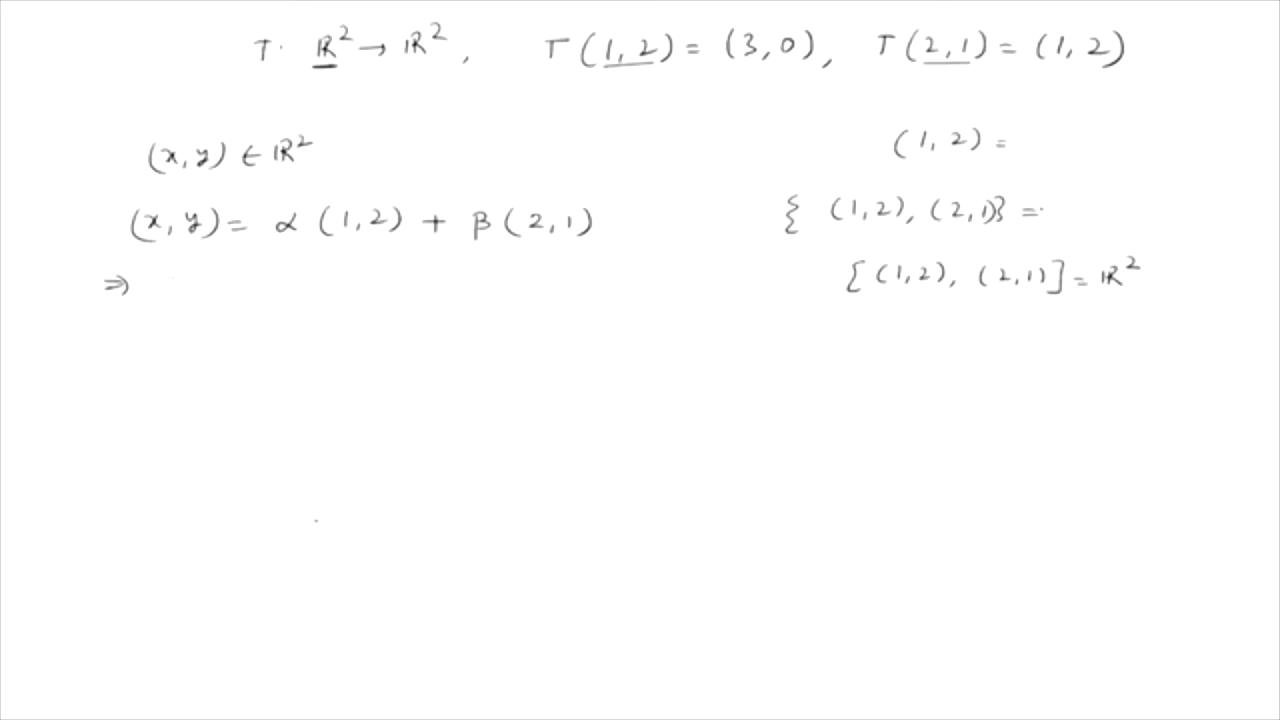 T: ℝ² → ℝ², T(1,2) = (3,0), T(2,1) = (1,2)
(x,y) ∈ ℝ²
(x,y) = α(1,2) + β(2,1)
⇒
(1,2) =
{ (1,2), (2,1)} =
[(1,2), (2,1)] = ℝ²